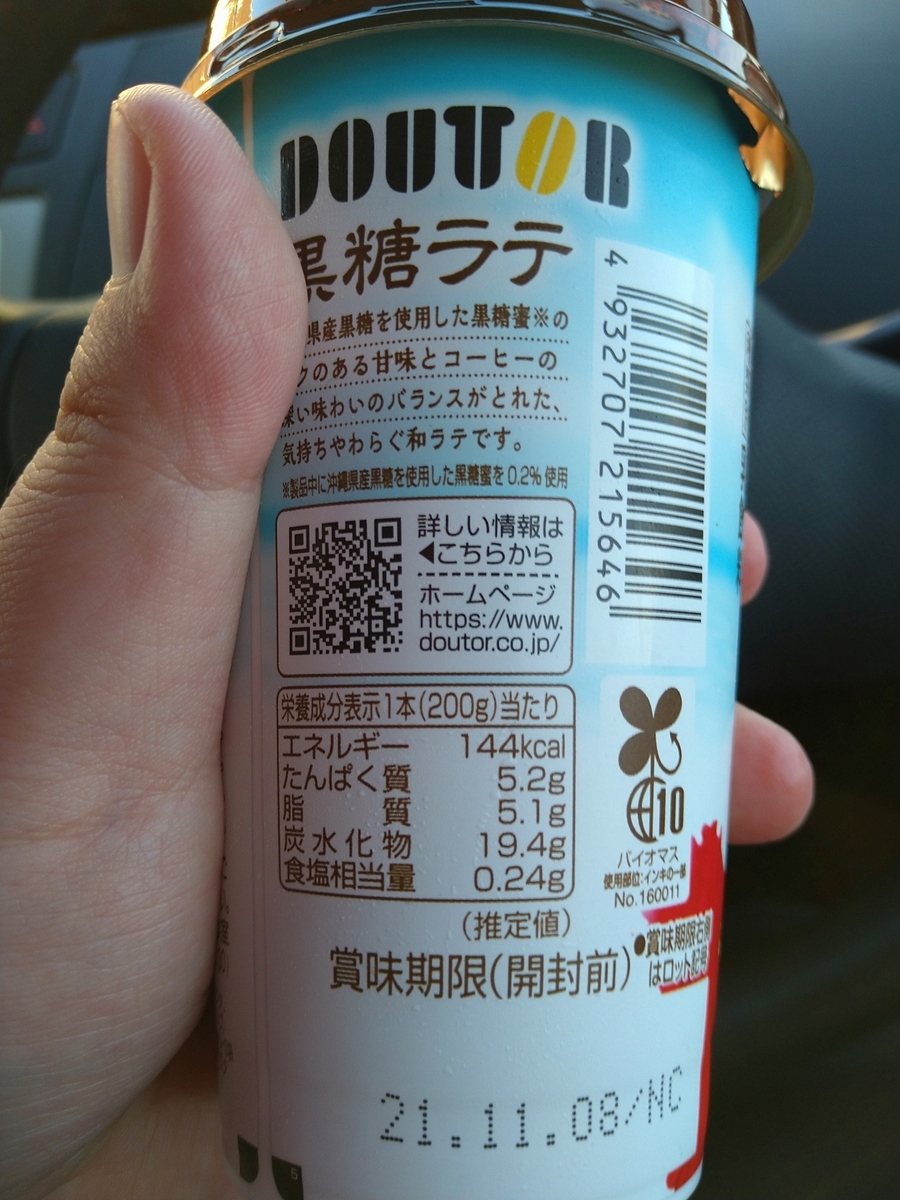 DOUTOR
黒糖ラテ
県産黒糖を使用した黒糖蜜※の
クのある甘味とコーヒーの
深い味わいのバランスがとれた、
気持ちやわらぐ和ラテです。
※製品中に沖縄県産黒糖を使用した黒糖蜜を0.2%使用
詳しい情報は
◀こちらから
ホームページ
https://www.
doutor.co.jp/
4 932707 215646
栄養成分表示1本(200g)当たり
エネルギー 144kcal
たんぱく質 5.2g
脂質 5.1g
炭水化物 19.4g
食塩相当量 0.24g
(推定値)
10
バイオマス
使用部位:インキの一部
No.160011
賞味期限(開封前)
●賞味期限右側
はロット記号
21.11.08/NC
5